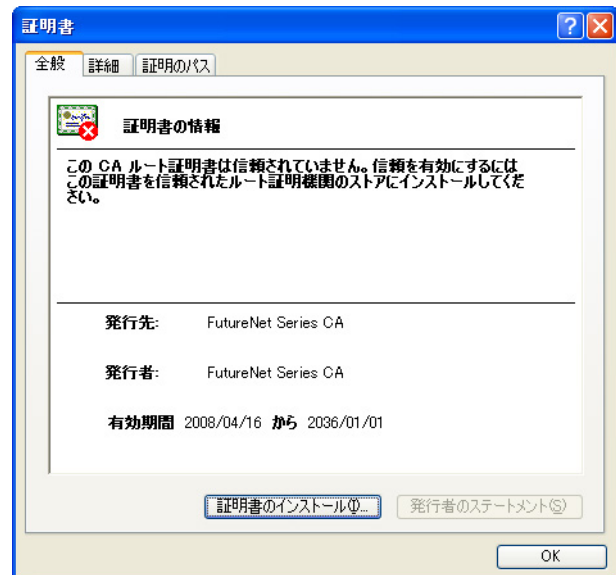 証明書
全般 詳細 証明のパス
証明書の情報
この CA ルート証明書は信頼されていません。信頼を有効にするには
この証明書を信頼されたルート証明機関のストアにインストールしてくだ
さい。
発行先: FutureNet Series CA
発行者: FutureNet Series CA
有効期間 2008/04/16 から 2036/01/01
証明書のインストール(I)... 発行者のステートメント(S)
OK